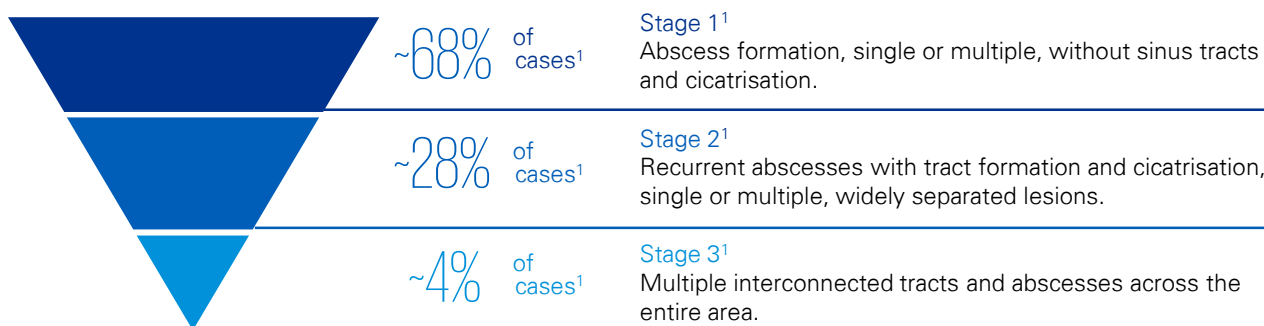 ~68% of cases¹
Stage 1¹
Abscess formation, single or multiple, without sinus tracts
and cicatrisation.
~28% of cases¹
Stage 2¹
Recurrent abscesses with tract formation and cicatrisation,
single or multiple, widely separated lesions.
~4% of cases¹
Stage 3¹
Multiple interconnected tracts and abscesses across the
entire area.